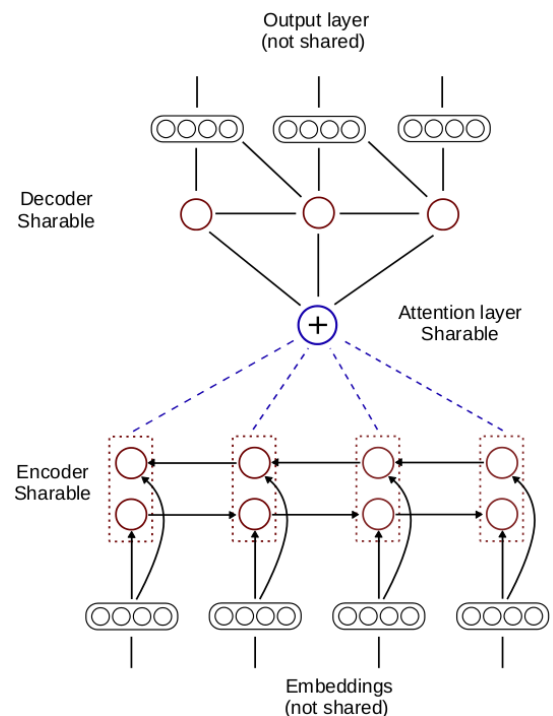 Output layer
(not shared)
Decoder
Sharable
+
Attention layer
Sharable
Encoder
Sharable
Embeddings
(not shared)